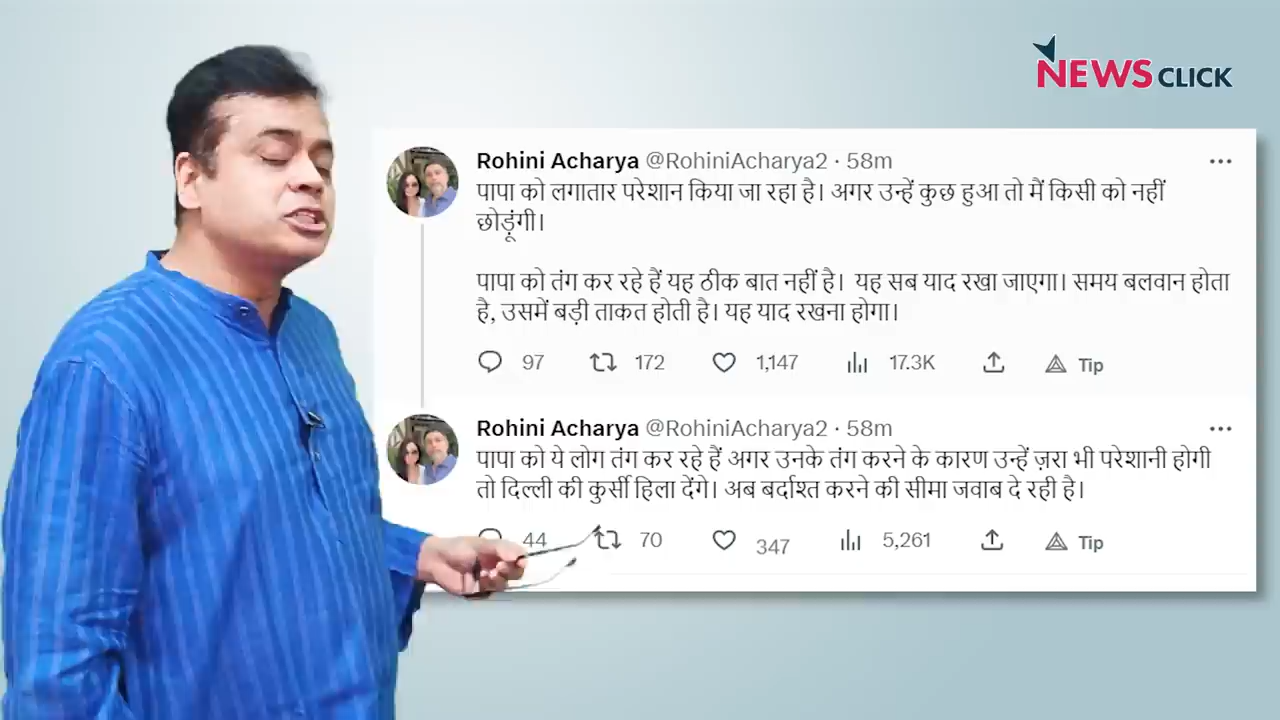 NEWS CLICK
Rohini Acharya @RohiniAcharya2 · 58m
पापा को लगातार परेशान किया जा रहा है। अगर उन्हें कुछ हुआ तो मैं किसी को नहीं
छोड़ूंगी।
पापा को तंग कर रहे हैं यह ठीक बात नहीं है। यह सब याद रखा जाएगा। समय बलवान होता
है, उसमें बड़ी ताकत होती है। यह याद रखना होगा।
97 172 1,147 17.3K Tip
Rohini Acharya @RohiniAcharya2 · 58m
पापा को ये लोग तंग कर रहे हैं अगर उनके तंग करने के कारण उन्हें ज़रा भी परेशानी होगी
तो दिल्ली की कुर्सी हिला देंगे। अब बर्दाश्त करने की सीमा जवाब दे रही है।
44 70 347 5,261 Tip